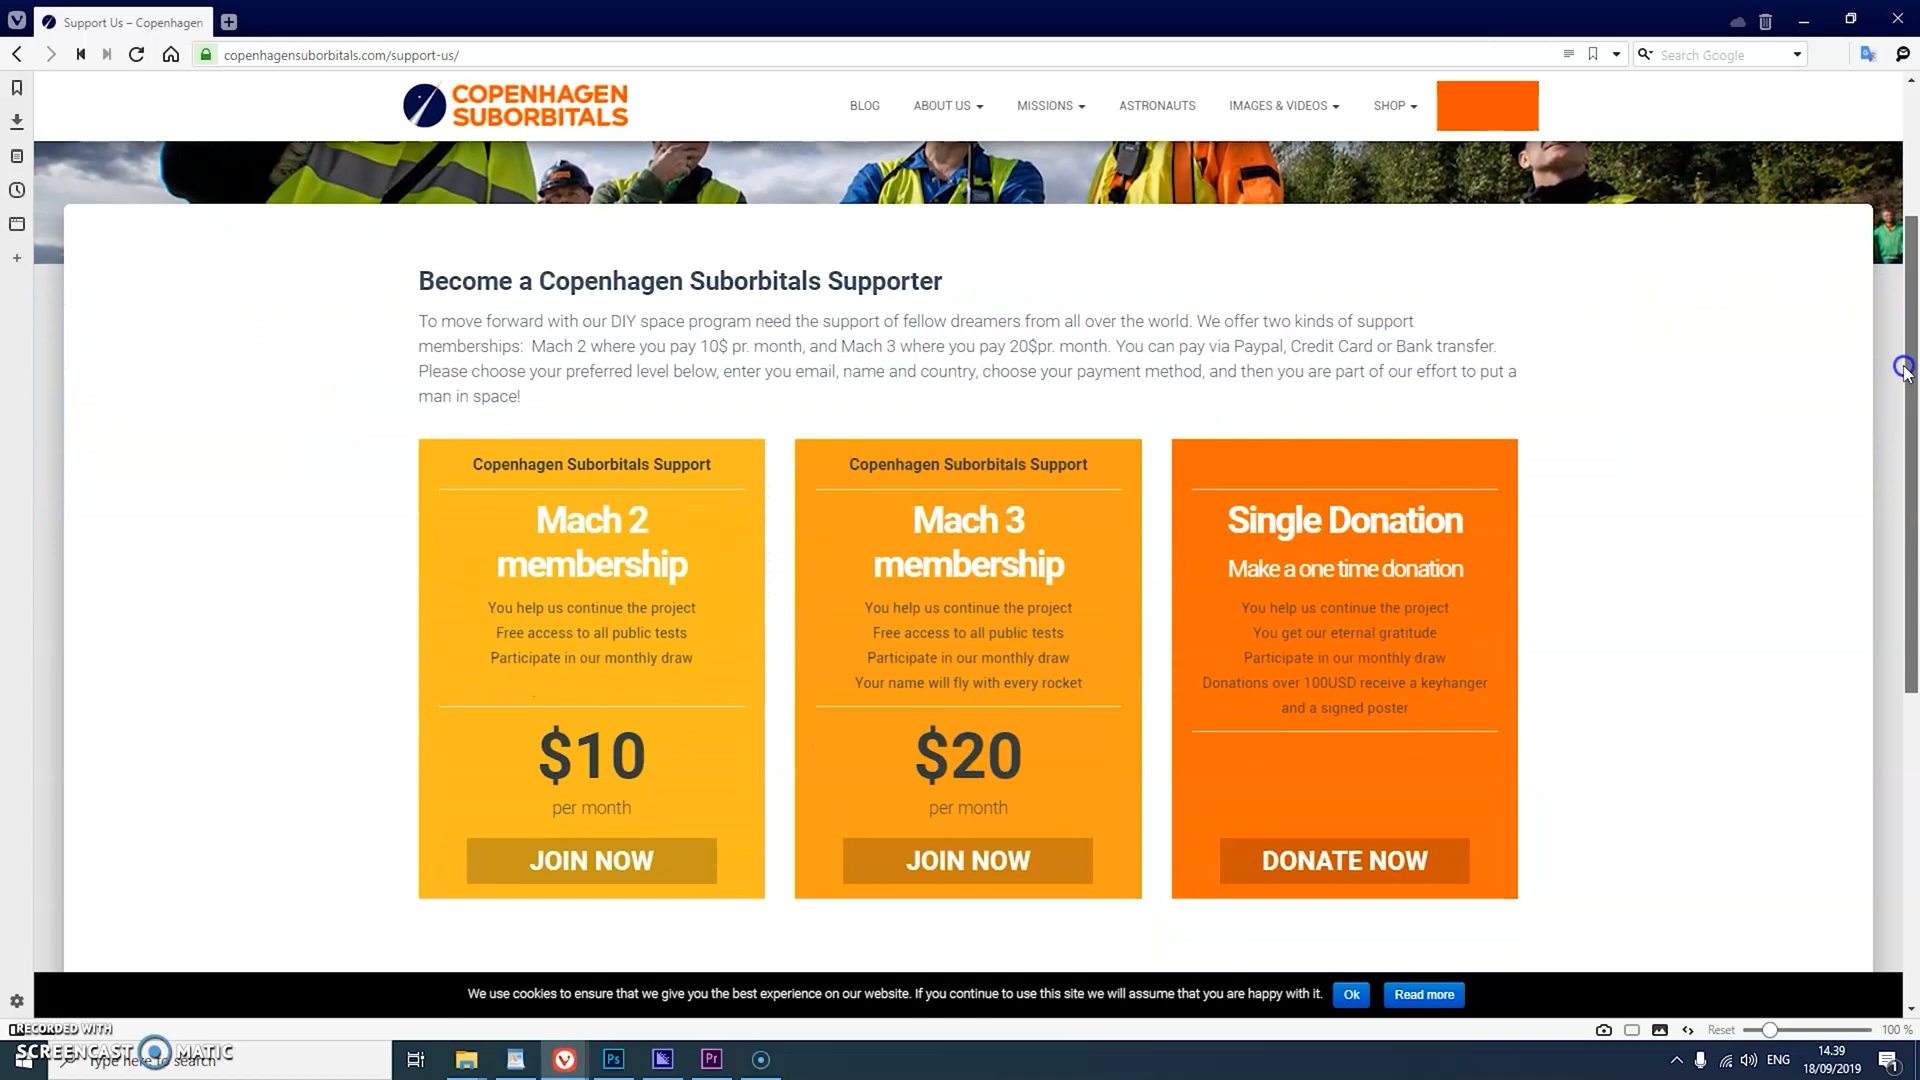 Support Us – Copenhagen
copenhagensuborbitals.com/support-us/
Search Google
COPENHAGEN
SUBORBITALS
BLOG
ABOUT US
MISSIONS
ASTRONAUTS
IMAGES & VIDEOS
SHOP
Become a Copenhagen Suborbitals Supporter
To move forward with our DIY space program need the support of fellow dreamers from all over the world. We offer two kinds of support
memberships: Mach 2 where you pay 10$ pr. month, and Mach 3 where you pay 20$pr. month. You can pay via Paypal, Credit Card or Bank transfer.
Please choose your preferred level below, enter you email, name and country, choose your payment method, and then you are part of our effort to put a
man in space!
Copenhagen Suborbitals Support
Mach 2
membership
You help us continue the project
Free access to all public tests
Participate in our monthly draw
$10
per month
JOIN NOW
Copenhagen Suborbitals Support
Mach 3
membership
You help us continue the project
Free access to all public tests
Participate in our monthly draw
Your name will fly with every rocket
$20
per month
JOIN NOW
Single Donation
Make a one time donation
You help us continue the project
You get our eternal gratitude
Participate in our monthly draw
Donations over 100USD receive a keyhanger
and a signed poster
DONATE NOW
We use cookies to ensure that we give you the best experience on our website. If you continue to use this site we will assume that you are happy with it.
Ok
Read more
Reset
100 %
RECORDED WITH
SCREENCAST MATIC
Type here to search
Ps
Pr
ENG
14.39
18/09/2019
1